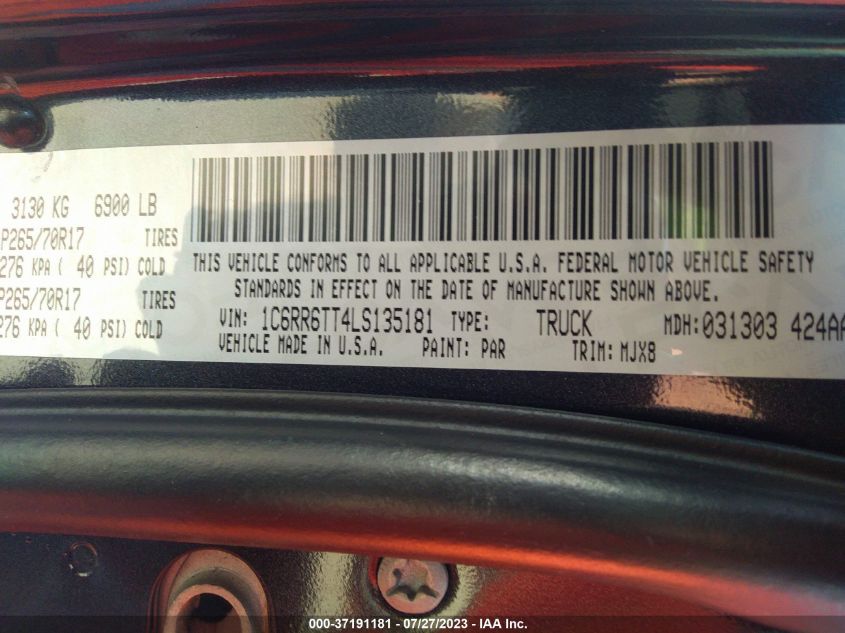 3130 KG 6900 LB
P265/70R17 TIRES
276 KPA ( 40 PSI) COLD
P265/70R17 TIRES
276 KPA ( 40 PSI) COLD
THIS VEHICLE CONFORMS TO ALL APPLICABLE U.S.A. FEDERAL MOTOR VEHICLE SAFETY
STANDARDS IN EFFECT ON THE DATE OF MANUFACTURE SHOWN ABOVE.
VIN: 1C6RR6TT4LS135181 TYPE: TRUCK MDH: 031303 424AA
VEHICLE MADE IN U.S.A. PAINT: PAR TRIM: MJX8
000-37191181 - 07/27/2023 - IAA Inc.